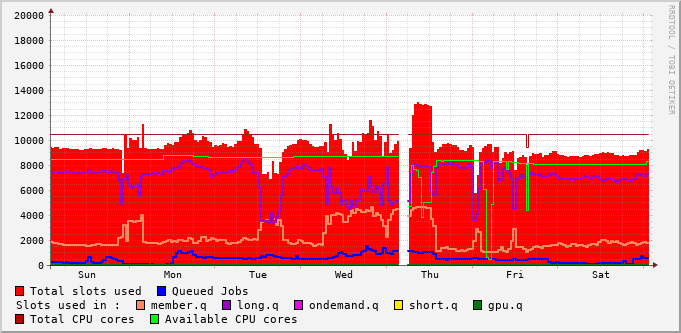 RRDTOOL / TOBI OETIKER
20000
18000
16000
14000
12000
10000
8000
6000
4000
2000
0
Sun Mon Tue Wed Thu Fri Sat
Total slots used Queued Jobs
Slots used in : member.q long.q ondemand.q short.q gpu.q
Total CPU cores Available CPU cores